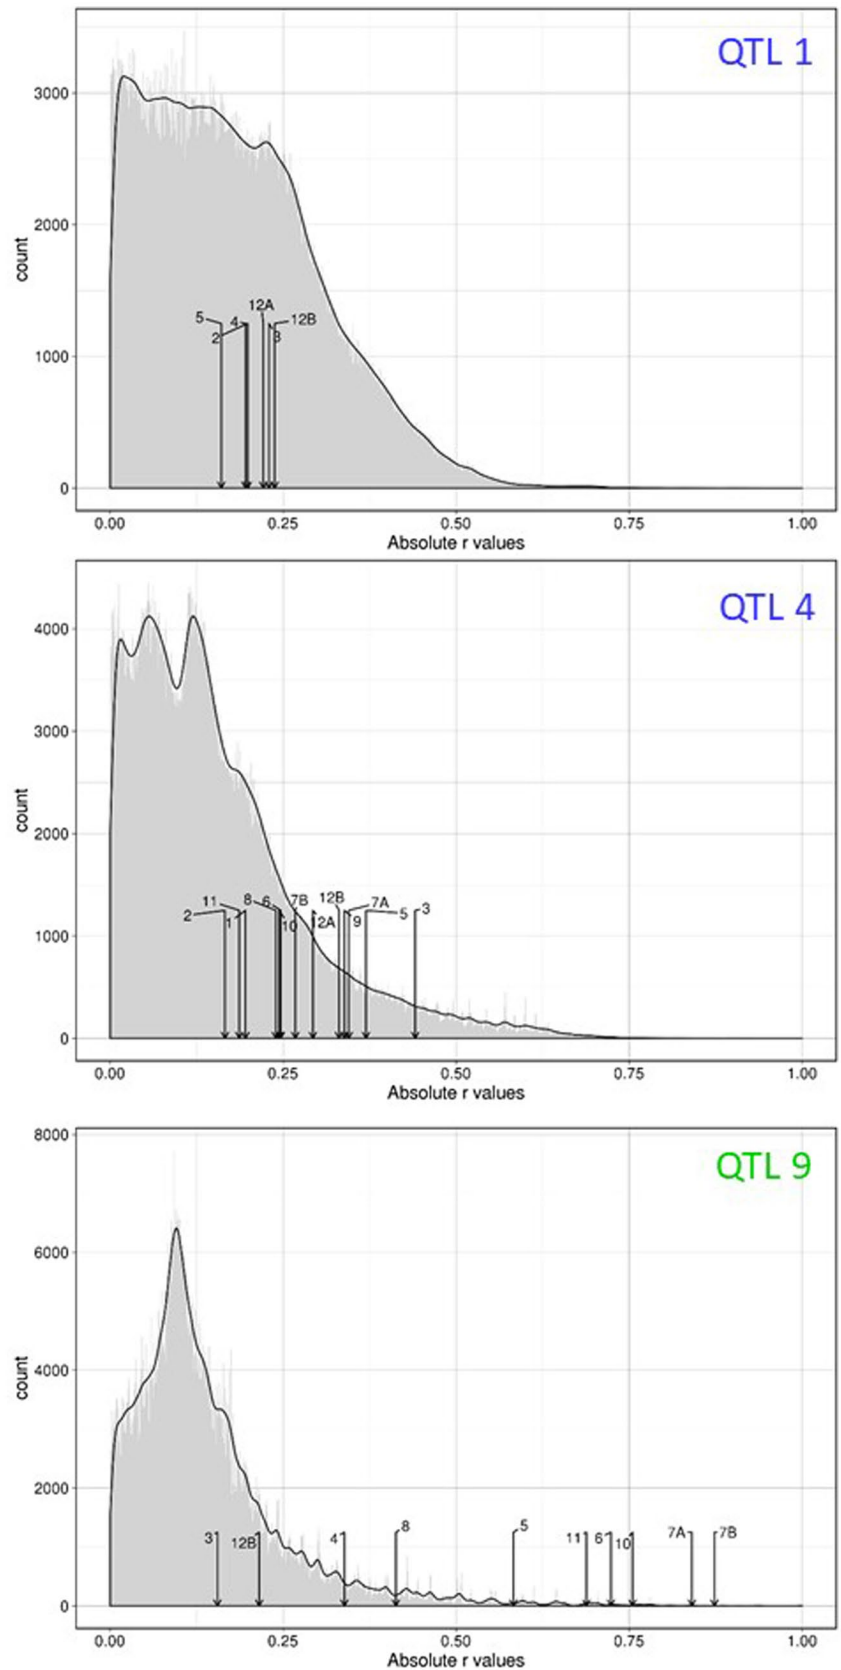 QTL 1
3000
2000
1000
0
count
12A
5 4 12B
2 3
0.00 0.25 0.50 0.75 1.00
Absolute r values
QTL 4
4000
3000
2000
1000
0
count
11 8 6 7B 12B 7A 3
2 1 10 12A 9 5
0.00 0.25 0.50 0.75 1.00
Absolute r values
QTL 9
8000
6000
4000
2000
0
count
3 12B 4 8 5 11 6 10 7A 7B
0.00 0.25 0.50 0.75 1.00
Absolute r values